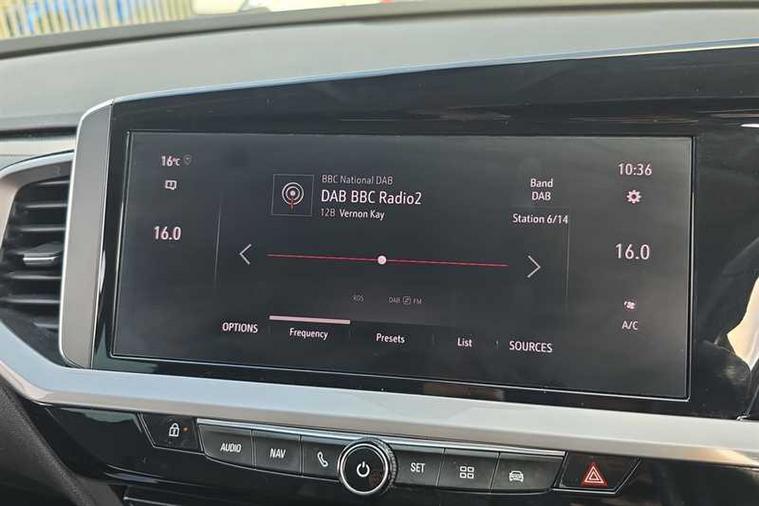 16°C
10:36
BBC National DAB
DAB BBC Radio2
12B Vernon Kay
Band
DAB
Station 6/14
16.0
16.0
RDS
DAB FM
A/C
OPTIONS
Frequency
Presets
List
SOURCES
AUDIO
NAV
SET